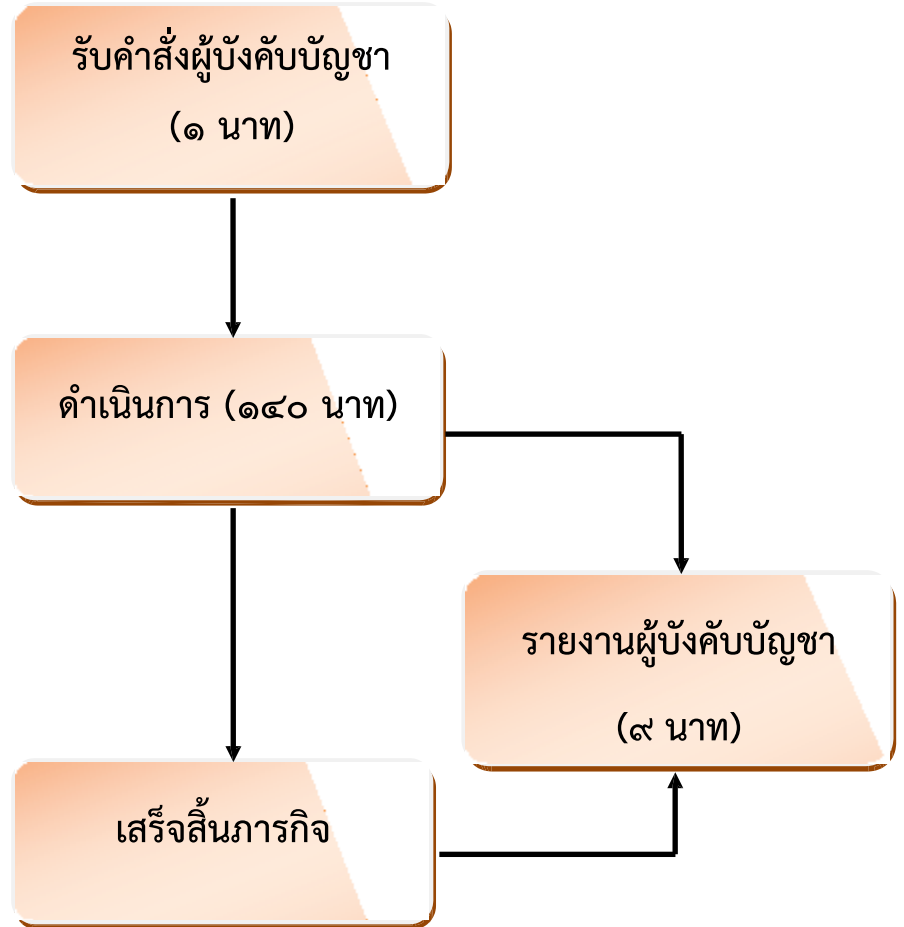 รับคำสั่งผู้บังคับบัญชา
(๑ นาท)
ดำเนินการ (๑๔๐ นาท)
รายงานผู้บังคับบัญชา
(๙ นาท)
เสร็จสิ้นภารกิจ